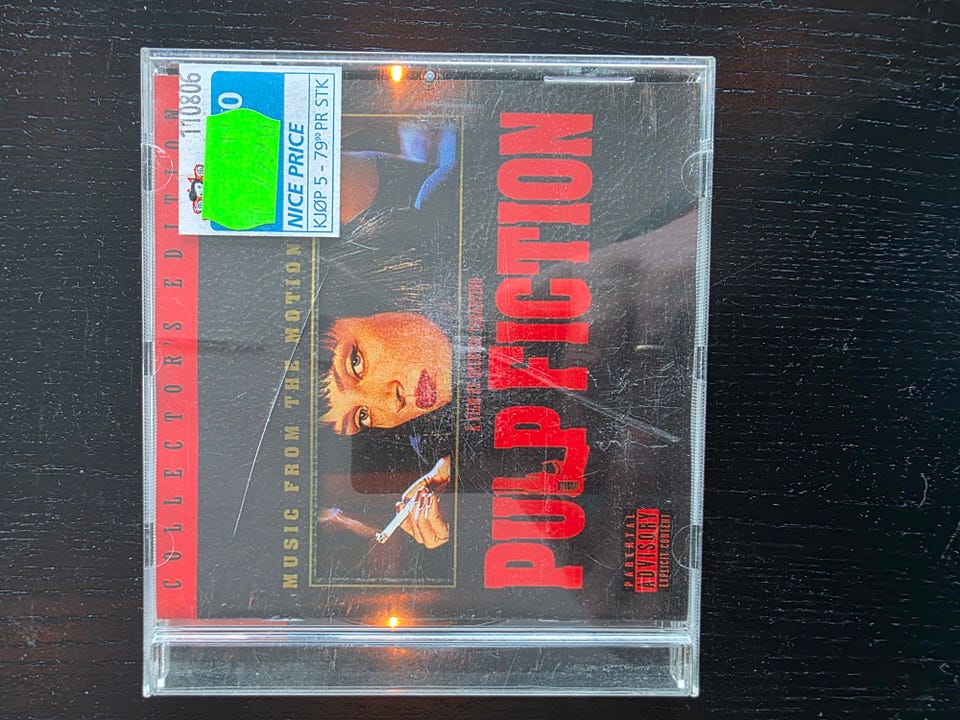 COLLECTOR'S EDITION
110806
NICE PRICE
KJØP 5 - 79⁰⁰ PR STK
MUSIC FROM THE MOTION
PULP FICTION
PARENTAL
ADVISORY
EXPLICIT CONTENT